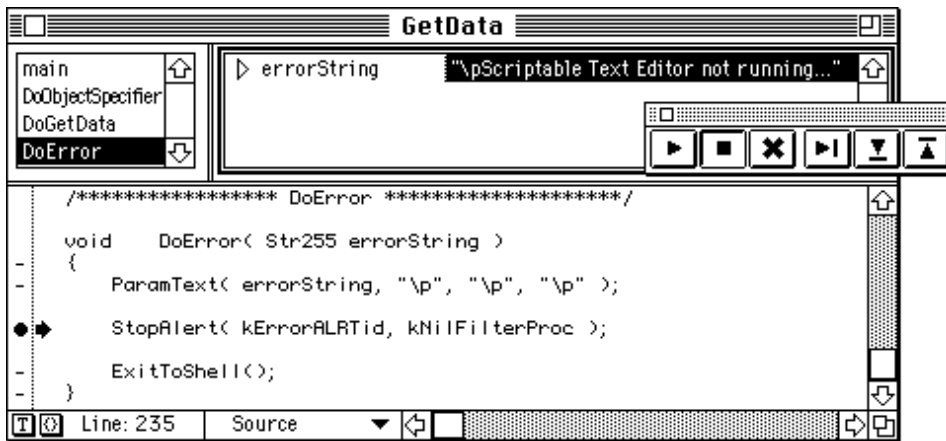 GetData
main
DoObjectSpecifier
DoGetData
DoError
errorString "\pScriptable Text Editor not running..."
/***************** DoError ********************/
void DoError( Str255 errorString )
{
ParamText( errorString, "\p", "\p", "\p" );
StopAlert( kErrorALRTid, kNilFilterProc );
ExitToShell();
}
Line: 235 Source